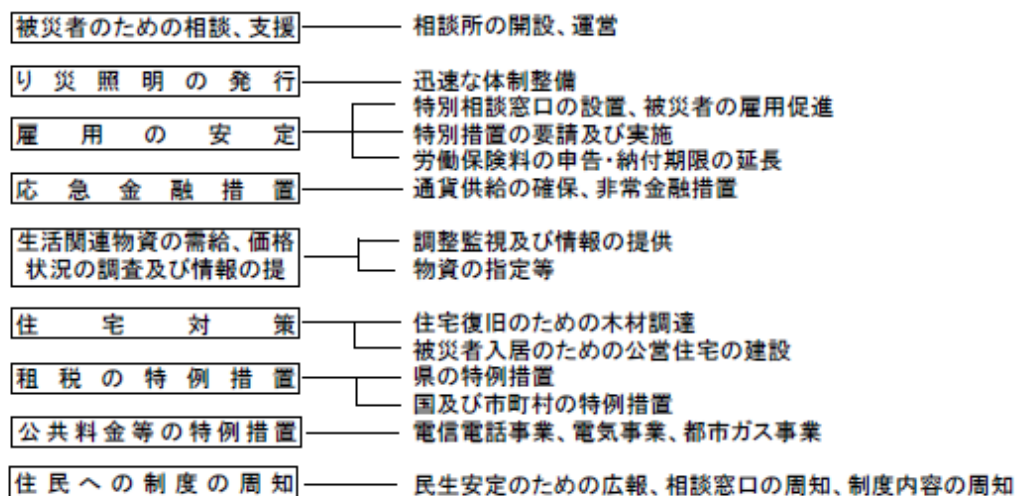 被災者のための相談、支援 相談所の開設、運営
り災照明の発行 迅速な体制整備
特別相談窓口の設置、被災者の雇用促進
雇用の安定 特別措置の要請及び実施
労働保険料の申告・納付期限の延長
応急金融措置 通貨供給の確保、非常金融措置
生活関連物資の需給、価格 調整監視及び情報の提供
状況の調査及び情報の提 物資の指定等
住宅対策 住宅復旧のための木材調達
被災者入居のための公営住宅の建設
租税の特例措置 県の特例措置
国及び市町村の特例措置
公共料金等の特例措置 電信電話事業、電気事業、都市ガス事業
住民への制度の周知 民生安定のための広報、相談窓口の周知、制度内容の周知